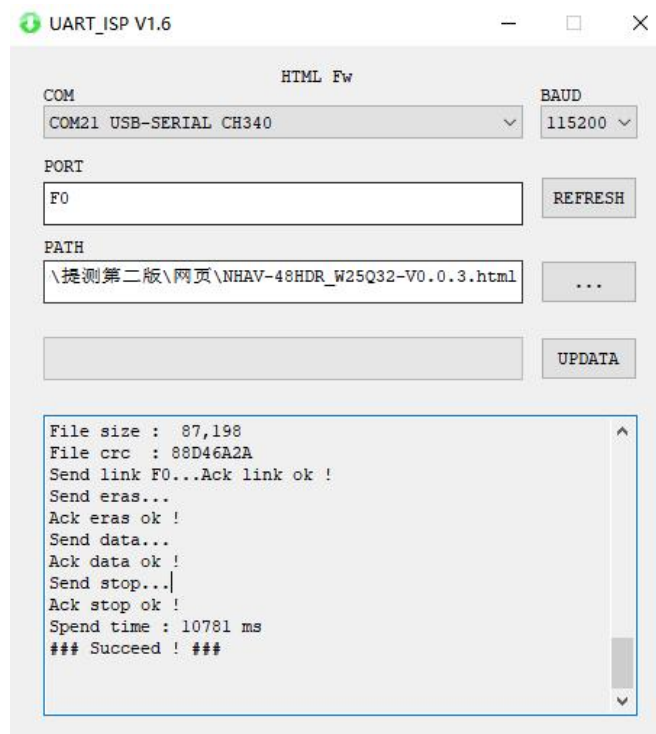 UART_ISP V1.6
HTML Fw
COM
BAUD
COM21 USB-SERIAL CH340
115200
PORT
F0
REFRESH
PATH
\提测第二版\网页\NHAV-48HDR_W25Q32-V0.0.3.html
...
UPDATA
File size :  87,198
File crc  : 88D46A2A
Send link F0...Ack link ok !
Send eras...
Ack eras ok !
Send data...
Ack data ok !
Send stop...
Ack stop ok !
Spend time : 10781 ms
### Succeed ! ###